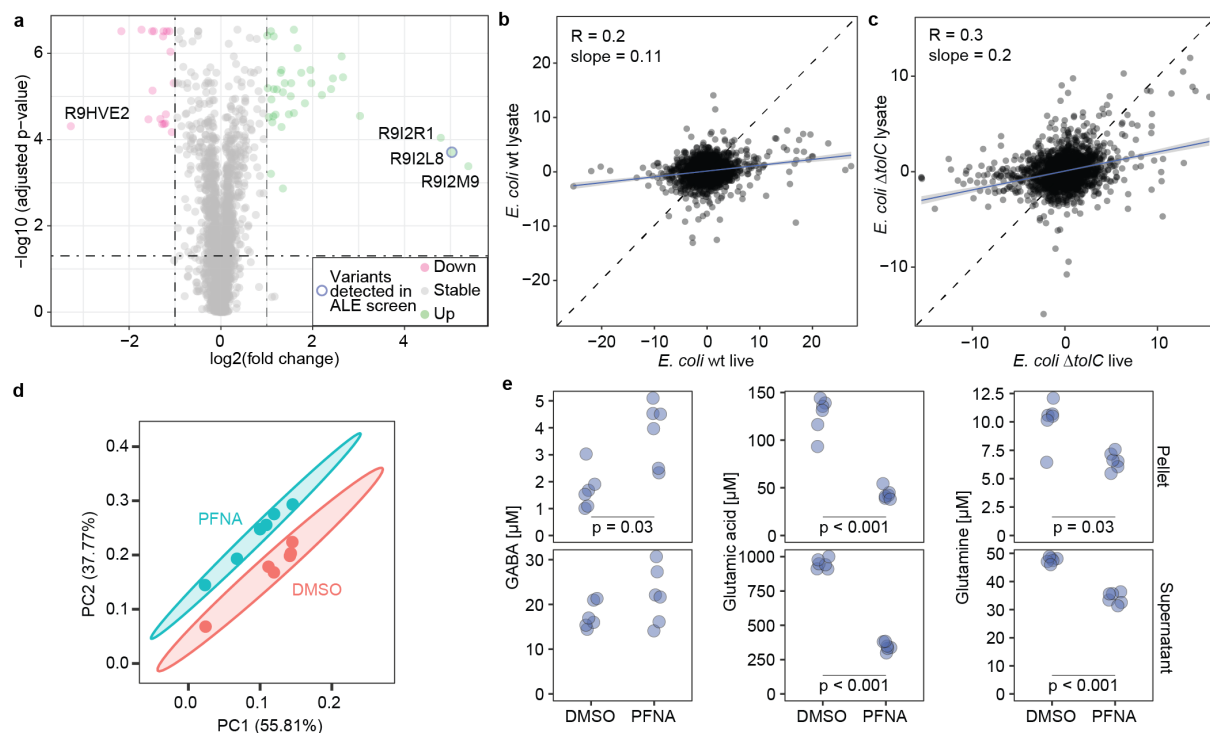 a
−log10 (adjusted p-value)
6
4
2
0
R9HVE2
R9I2R1
R9I2L8
R9I2M9
Variants
detected in
ALE screen
Down
Stable
Up
−2
0
2
4
log2(fold change)
b
R = 0.2
slope = 0.11
E. coli wt lysate
20
10
0
−10
−20
−20
−10
0
10
20
E. coli wt live
c
R = 0.3
slope = 0.2
E. coli ΔtolC lysate
10
0
−10
−10
0
10
E. coli ΔtolC live
d
PC2 (37.77%)
0.4
0.3
0.2
0.1
0.0
PFNA
DMSO
0.0
0.1
0.2
PC1 (55.81%)
e
GABA [µM]
5
4
3
2
1
0
p = 0.03
30
20
10
0
DMSO
PFNA
Glutamic acid [µM]
150
100
50
0
p < 0.001
1000
750
500
250
0
p < 0.001
DMSO
PFNA
Glutamine [µM]
12.5
10.0
7.5
5.0
2.5
0
p = 0.03
Pellet
50
40
30
20
10
0
p < 0.001
Supernatant
DMSO
PFNA